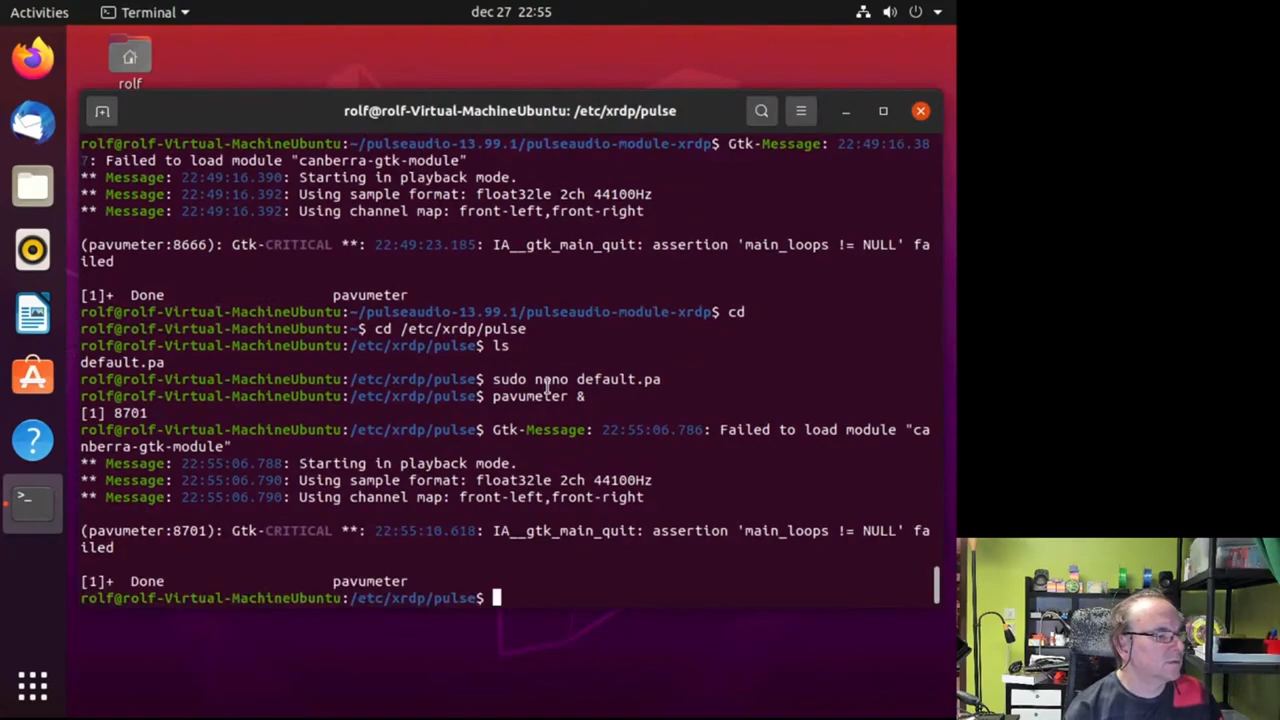 Activities
Terminal
dec 27 22:55
rolf
rolf@rolf-Virtual-MachineUbuntu: /etc/xrdp/pulse
rolf@rolf-Virtual-MachineUbuntu:~/pulseaudio-13.99.1/pulseaudio-module-xrdp$ Gtk-Message: 22:49:16.38
7: Failed to load module "canberra-gtk-module"
** Message: 22:49:16.390: Starting in playback mode.
** Message: 22:49:16.392: Using sample format: float32le 2ch 44100Hz
** Message: 22:49:16.392: Using channel map: front-left,front-right
(pavumeter:8666): Gtk-CRITICAL **: 22:49:23.185: IA__gtk_main_quit: assertion 'main_loops != NULL' fa
iled
[1]+  Done                    pavumeter
rolf@rolf-Virtual-MachineUbuntu:~/pulseaudio-13.99.1/pulseaudio-module-xrdp$ cd
rolf@rolf-Virtual-MachineUbuntu:~$ cd /etc/xrdp/pulse
rolf@rolf-Virtual-MachineUbuntu:/etc/xrdp/pulse$ ls
default.pa
rolf@rolf-Virtual-MachineUbuntu:/etc/xrdp/pulse$ sudo nano default.pa
rolf@rolf-Virtual-MachineUbuntu:/etc/xrdp/pulse$ pavumeter &
[1] 8701
rolf@rolf-Virtual-MachineUbuntu:/etc/xrdp/pulse$ Gtk-Message: 22:55:06.786: Failed to load module "ca
nberra-gtk-module"
** Message: 22:55:06.788: Starting in playback mode.
** Message: 22:55:06.790: Using sample format: float32le 2ch 44100Hz
** Message: 22:55:06.790: Using channel map: front-left,front-right
(pavumeter:8701): Gtk-CRITICAL **: 22:55:10.618: IA__gtk_main_quit: assertion 'main_loops != NULL' fa
iled
[1]+  Done                    pavumeter
rolf@rolf-Virtual-MachineUbuntu:/etc/xrdp/pulse$